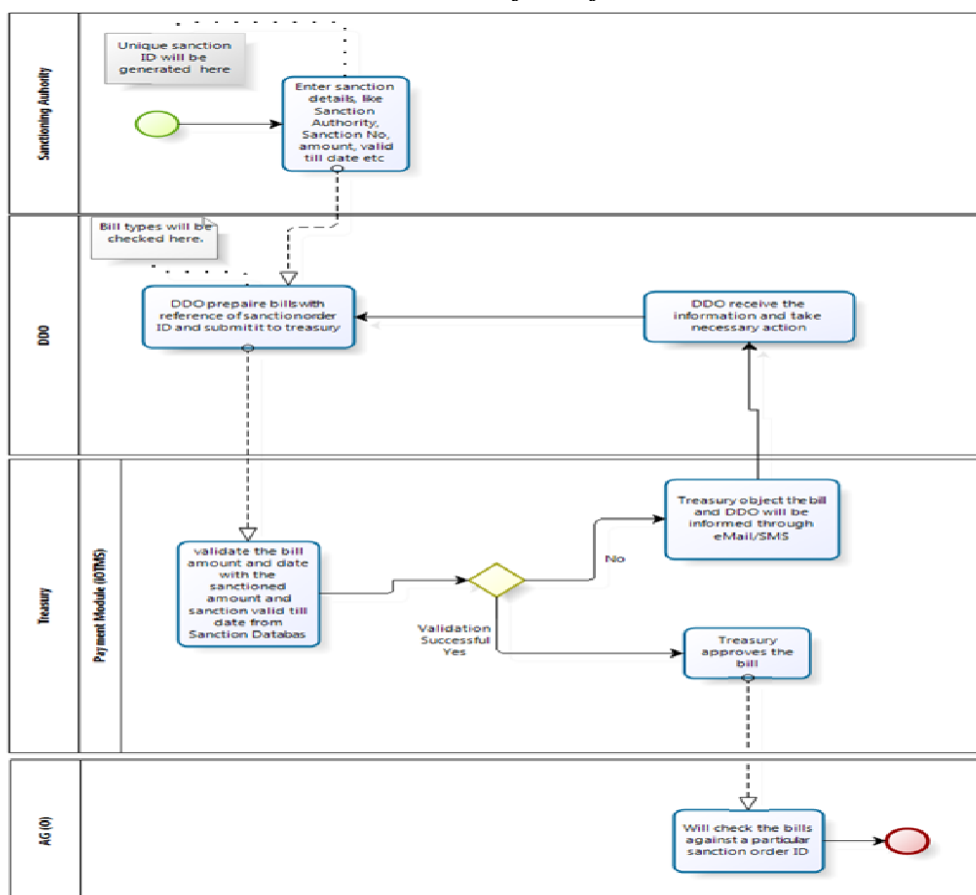 Sanctioning Auhority
Unique sanction
ID will be
generated here
Enter sanction
details, like
Sanction
Authority,
Sanction No,
amount, valid
till date etc
DDO
Bill types will be
checked here.
DDO prepaire bills with
reference of sanctionorder
ID and submit it to treasury
DDO receive the
information and take
necessary action
Treasury
Payment Module (iOTMS)
validate the bill
amount and date
with the
sanctioned
amount and
sanction valid till
date from
Sanction Databas
Validation
Successful
Yes
No
Treasury object the bill
and DDO will be
informed through
eMail/SMS
Treasury
approves the
bill
AG (O)
Will check the bills
against a particular
sanction order ID